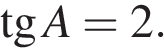 tg A = 2.